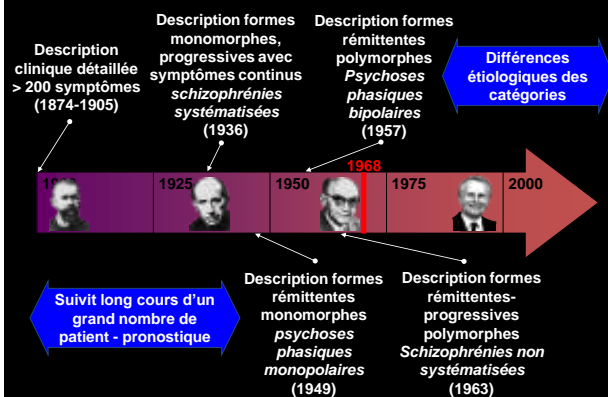 Description
clinique détaillée
> 200 symptômes
(1874-1905)
Description formes
monomorphes,
progressives avec
symptômes continus
schizophrénies
systématisées
(1936)
Description formes
rémittentes
polymorphes
Psychoses
phasiques
bipolaires
(1957)
Différences
étiologiques des
catégories
1968
1925
1950
1975
2000
Suivit long cours d’un
grand nombre de
patient - pronostique
Description formes
rémittentes
monomorphes
psychoses
phasiques
monopolaires
(1949)
Description formes
rémittentes-
progressives
polymorphes
Schizophrénies non
systématisées
(1963)